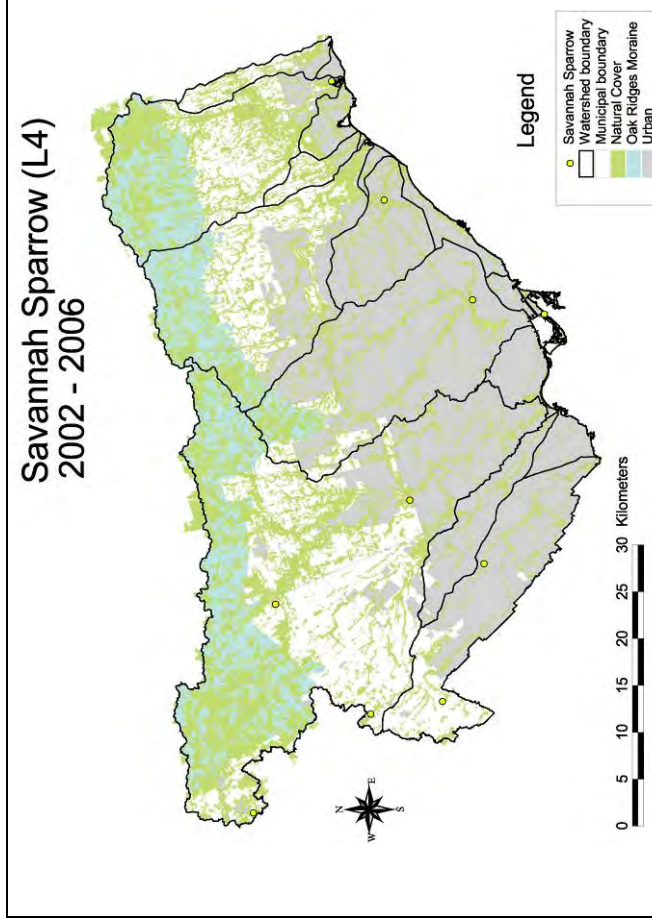 Savannah Sparrow (L4)
2002 - 2006
N
W
E
S
Legend
Savannah Sparrow
Watershed boundary
Municipal boundary
Natural Cover
Oak Ridges Moraine
Urban
0 5 10 15 20 25 30
Kilometers